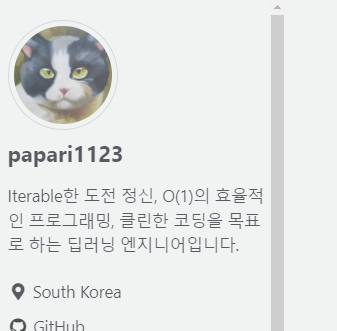 papari1123
Iterable한 도전 정신, O(1)의 효율적
인 프로그래밍, 클린한 코딩을 목표
로 하는 딥러닝 엔지니어입니다.
South Korea
GitHub